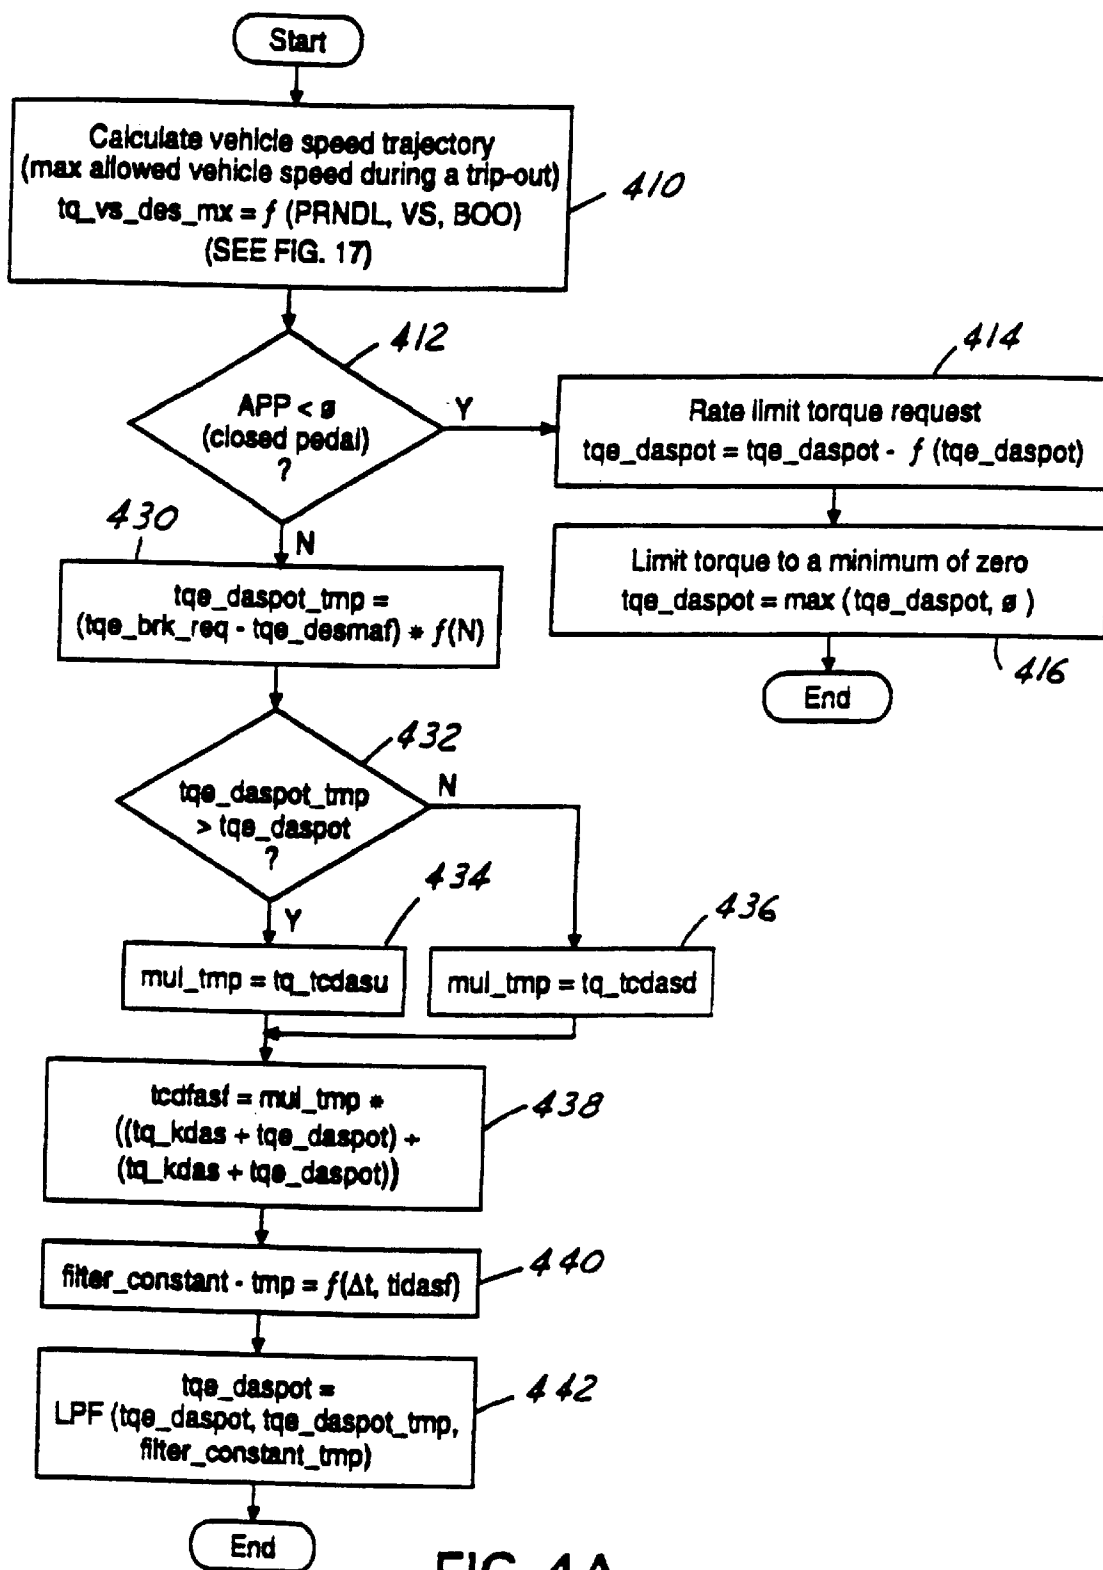 Start
Calculate vehicle speed trajectory
(max allowed vehicle speed during a trip-out)
tq_vs_des_mx = f (PRNDL, VS, BOO)
(SEE FIG. 17)
410
APP < ø
(closed pedal)
?
412
Y
N
414
Rate limit torque request
tqe_daspot = tqe_daspot - f (tqe_daspot)
Limit torque to a minimum of zero
tqe_daspot = max (tqe_daspot, ø )
416
End
430
tqe_daspot_tmp =
(tqe_brk_req - tqe_desmaf) * f(N)
432
tqe_daspot_tmp
> tqe_daspot
?
N
Y
434
mul_tmp = tq_tcdasu
436
mul_tmp = tq_tcdasd
tcdfasf = mul_tmp *
((tq_kdas + tqe_daspot) +
(tq_kdas + tqe_daspot))
438
filter_constant - tmp = f(Δt, tidasf)
440
tqe_daspot =
LPF (tqe_daspot, tqe_daspot_tmp,
filter_constant_tmp)
442
End
FIG. 4A